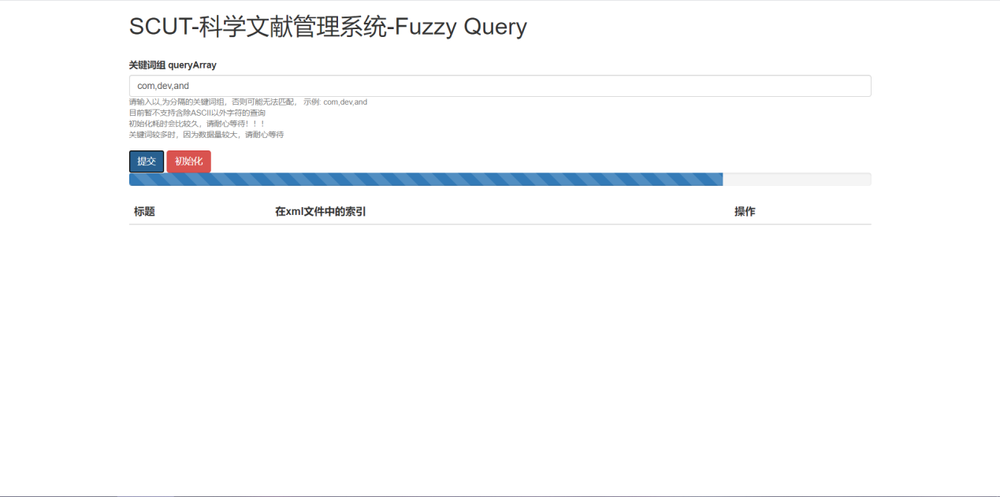 SCUT-科学文献管理系统-Fuzzy Query
关键词组 queryArray
com,dev,and
请输入以,为分隔的关键词组，否则可能无法匹配， 示例: com,dev,and
目前暂不支持含除ASCII以外字符的查询
初始化耗时会比较久，请耐心等待！！！
关键词较多时，因为数据量较大，请耐心等待
提交 初始化
标题 在xml文件中的索引 操作